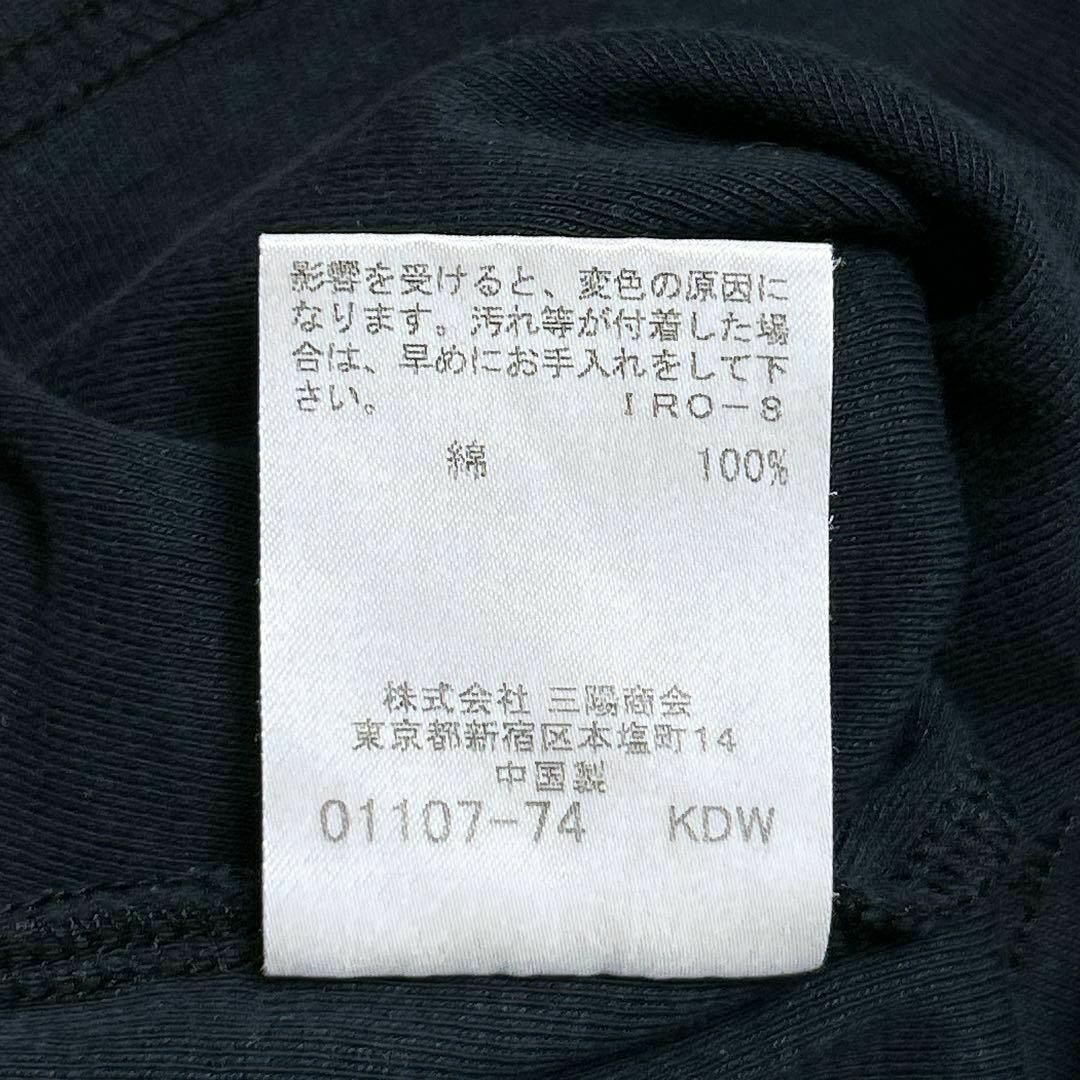 影響を受けると、変色の原因に
なります。汚れ等が付着した場
合は、早めにお手入れをして下
さい。 IRO-8
綿 100%
株式会社 三陽商会
東京都新宿区本塩町14
中国製
01107-74 KDW